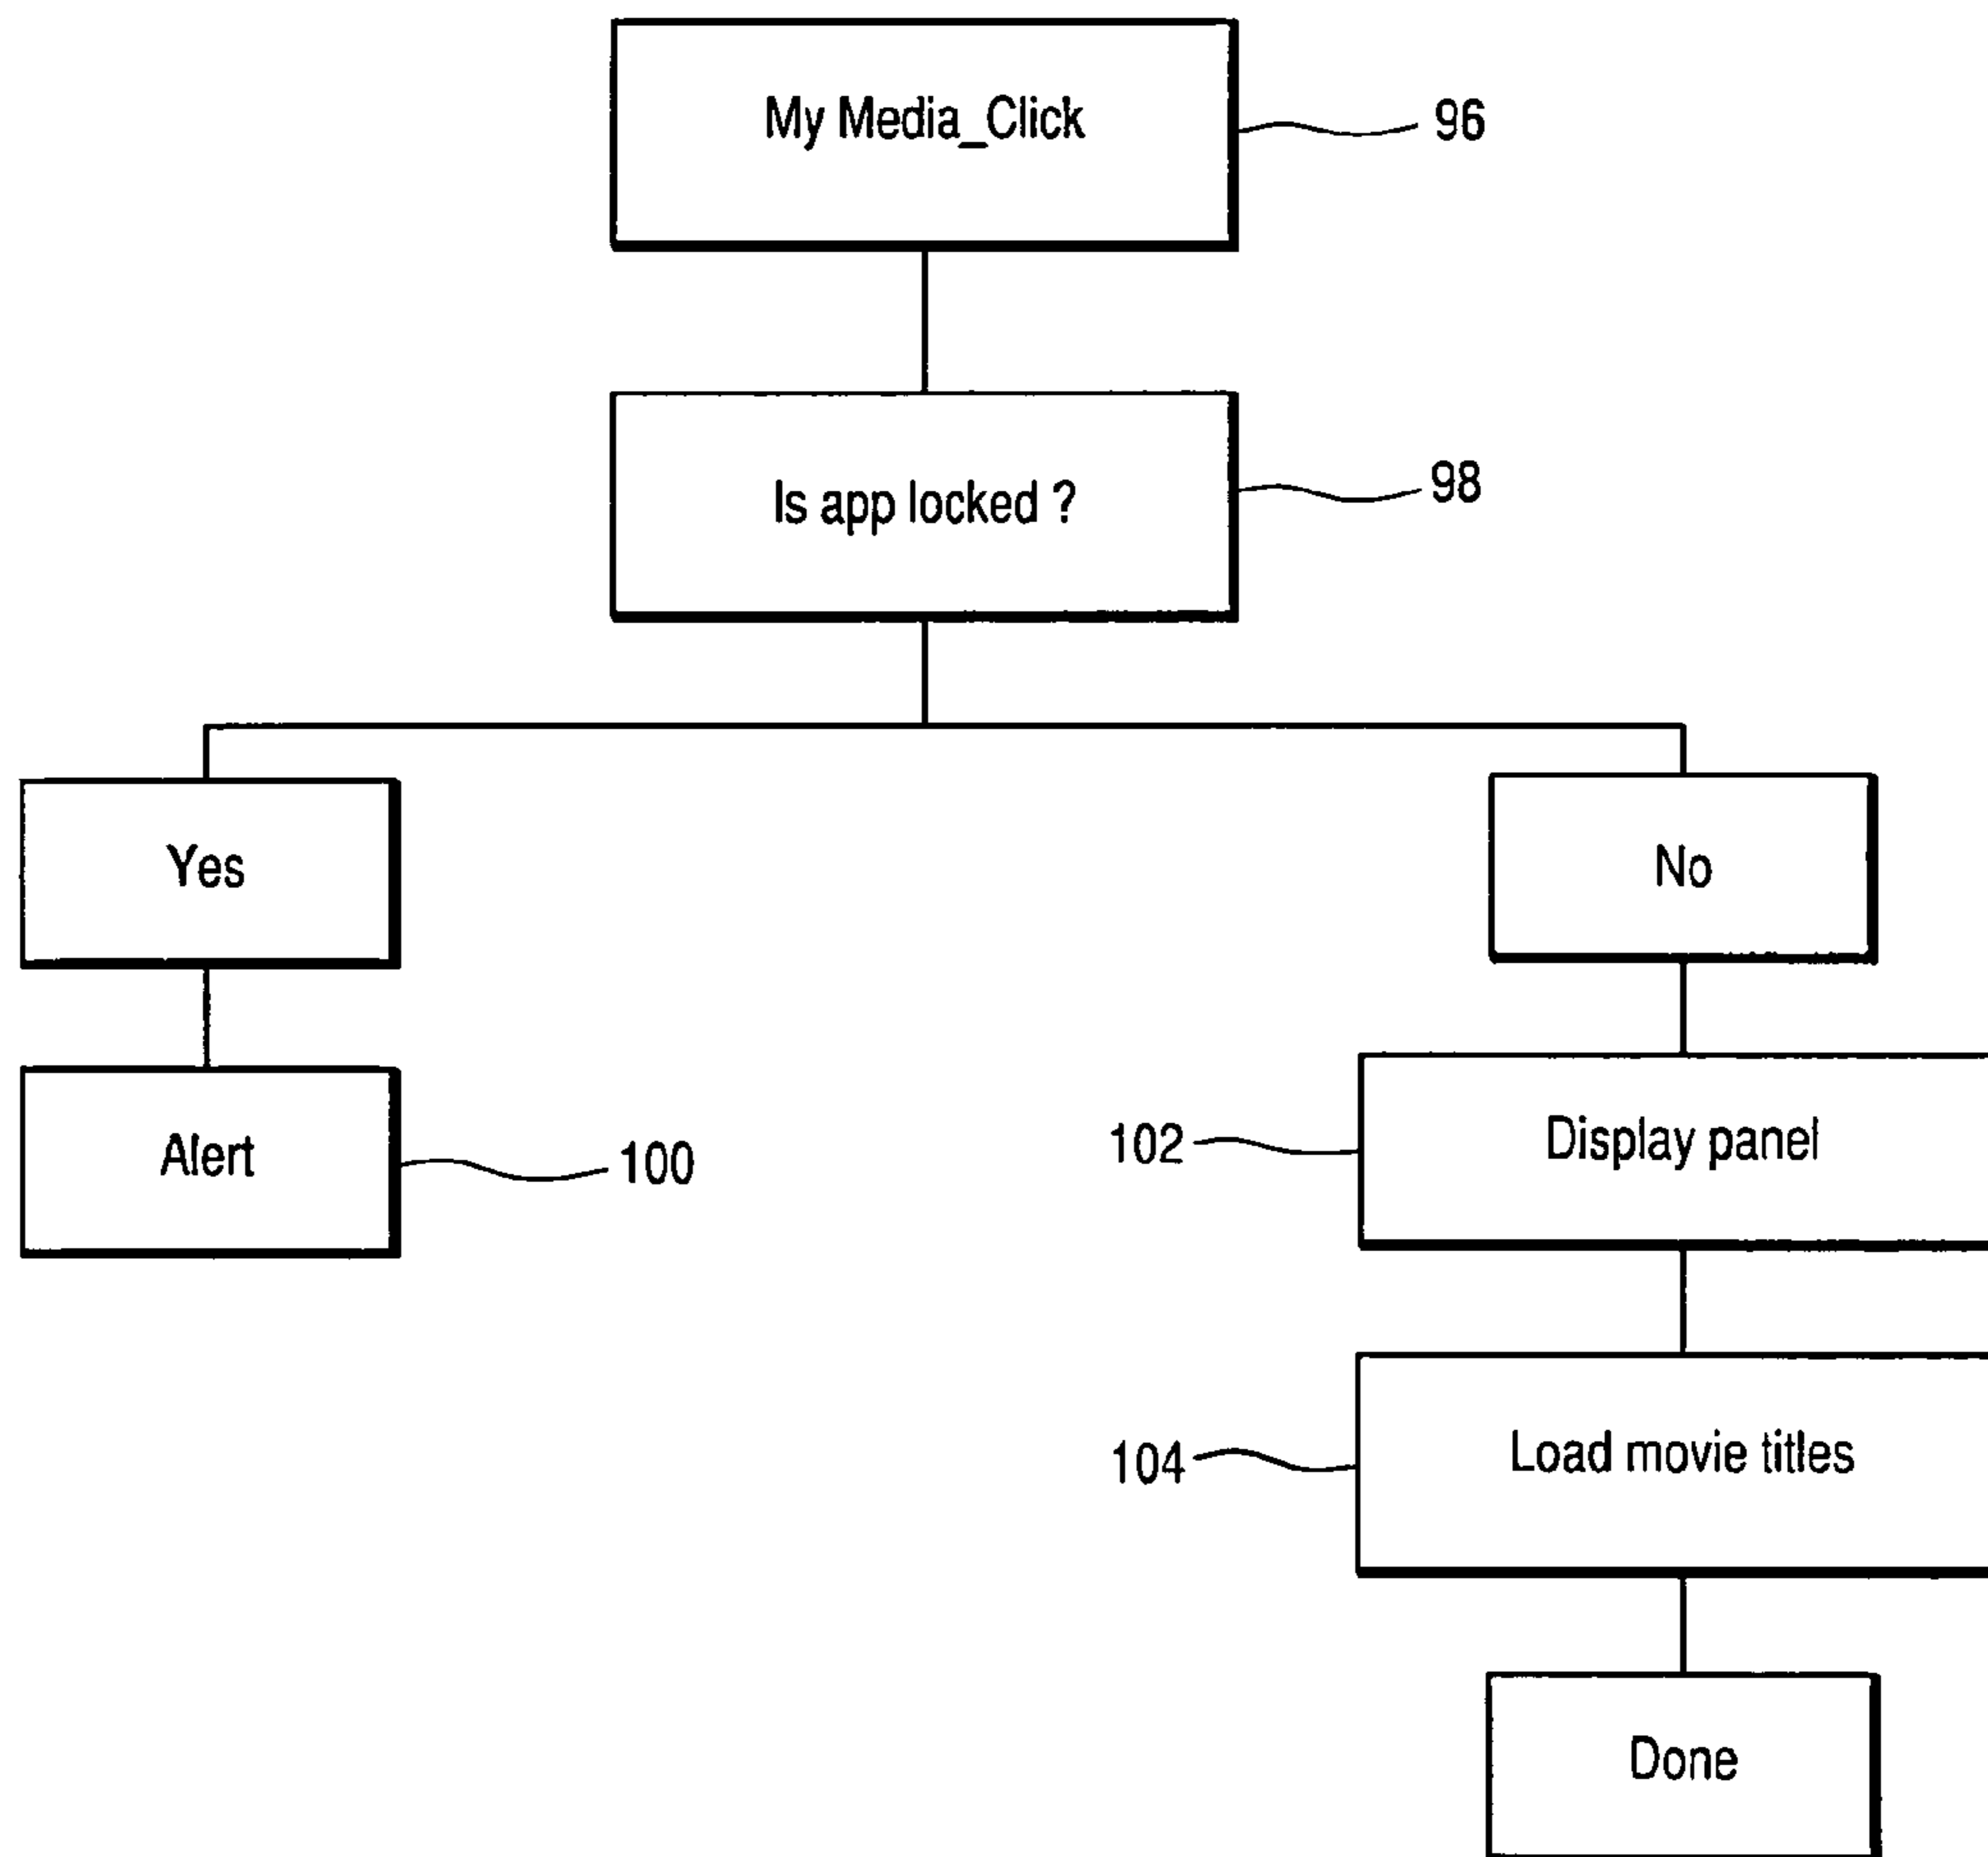 My Media_Click
96
Is app locked ?
98
Yes
No
Alert
100
102
Display panel
104
Load movie titles
Done